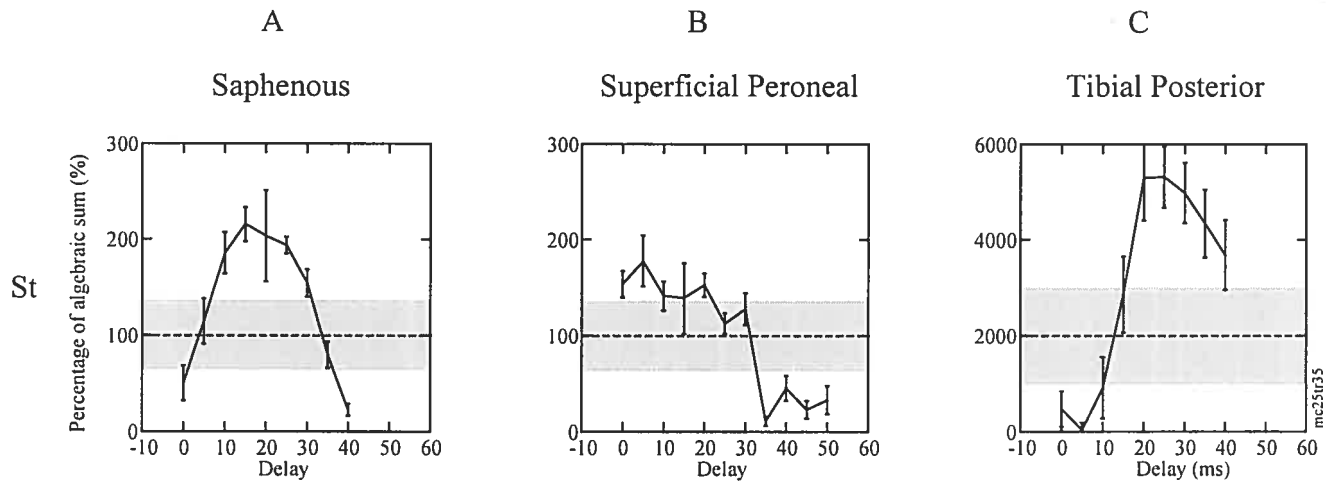 A
B
C
Saphenous
Superficial Peroneal
Tibial Posterior
St
Percentage of algebraic sum (%)
300
200
100
0
-10 0 10 20 30 40 50 60
Delay
300
200
100
0
-10 0 10 20 30 40 50 60
Delay
6000
4000
2000
0
-10 0 10 20 30 40 50 60
Delay (ms)
mc25tr35